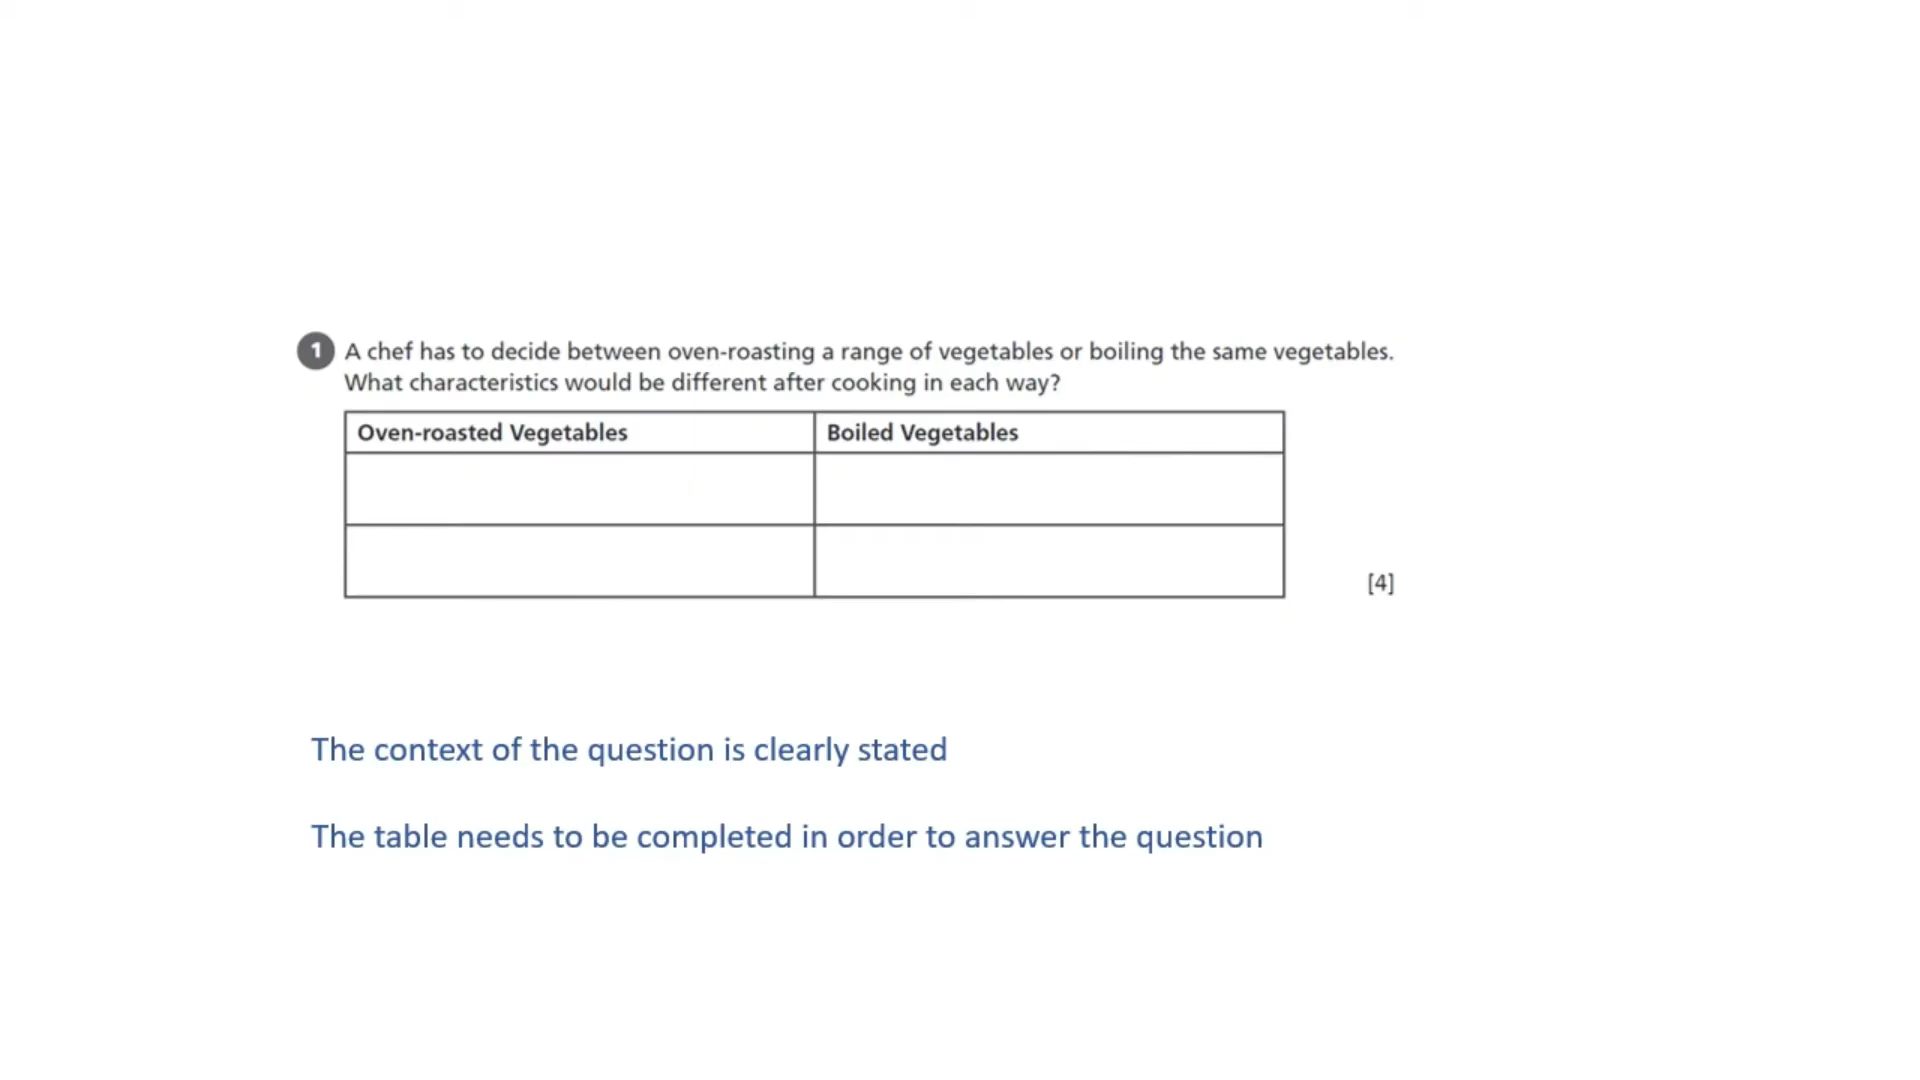 1 A chef has to decide between oven-roasting a range of vegetables or boiling the same vegetables.
What characteristics would be different after cooking in each way?
Oven-roasted Vegetables Boiled Vegetables
[4]
The context of the question is clearly stated
The table needs to be completed in order to answer the question